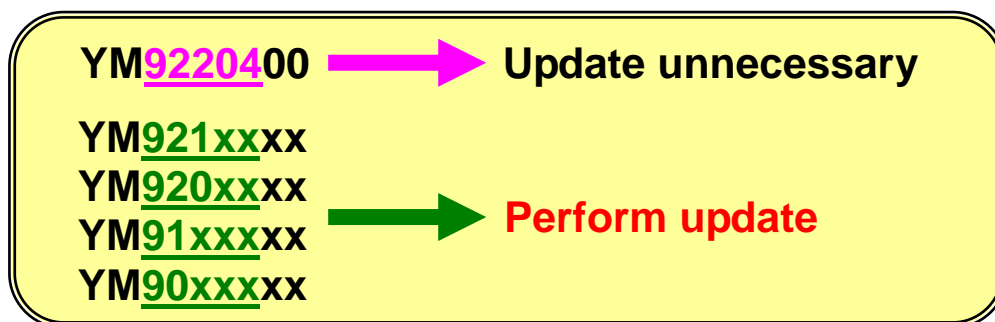 YM9220400 Update unnecessary
YM921xxxx
YM920xxxx
YM91xxxxx
Perform update
YM90xxxxx